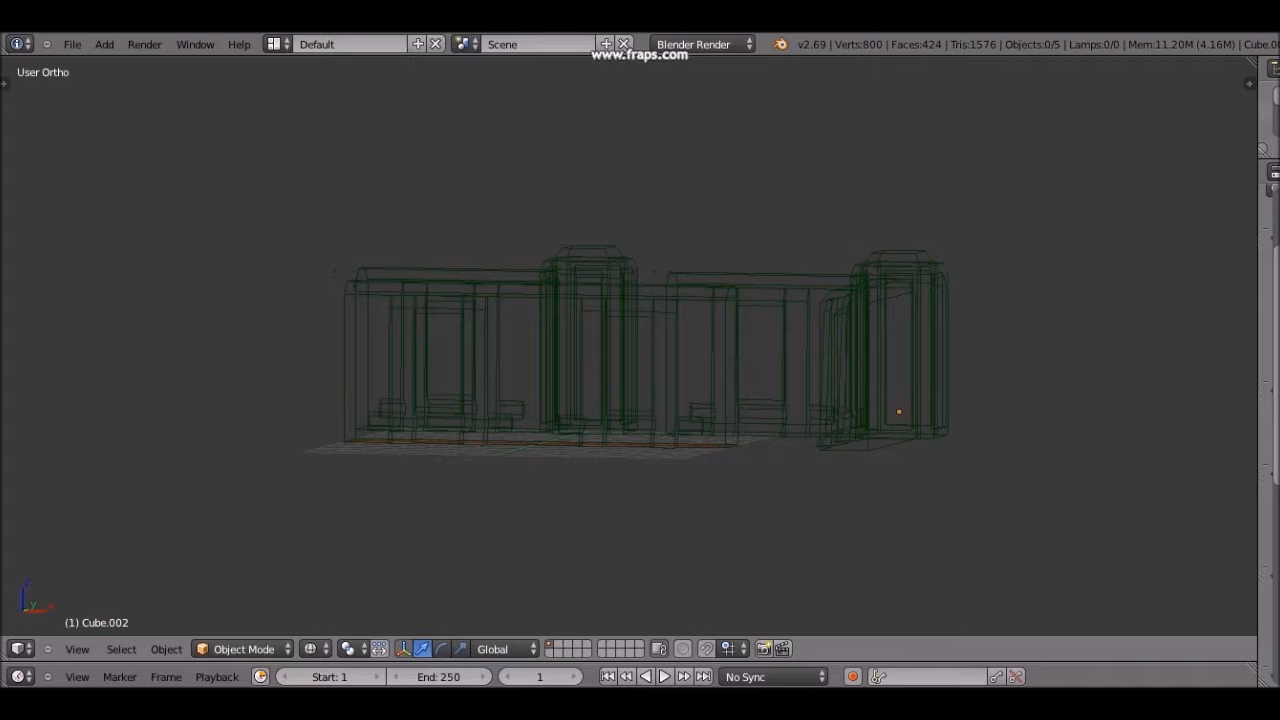 File Add Render Window Help Default Scene Blender Render v2.69 | Verts:800 | Faces:424 | Tris:1576 | Objects:0/5 | Lamps:0/0 | Mem:11.20M (4.16M) | Cube.0
www.fraps.com
User Ortho
(1) Cube.002
View Select Object Object Mode Global
View Marker Frame Playback Start: 1 End: 250 1 No Sync